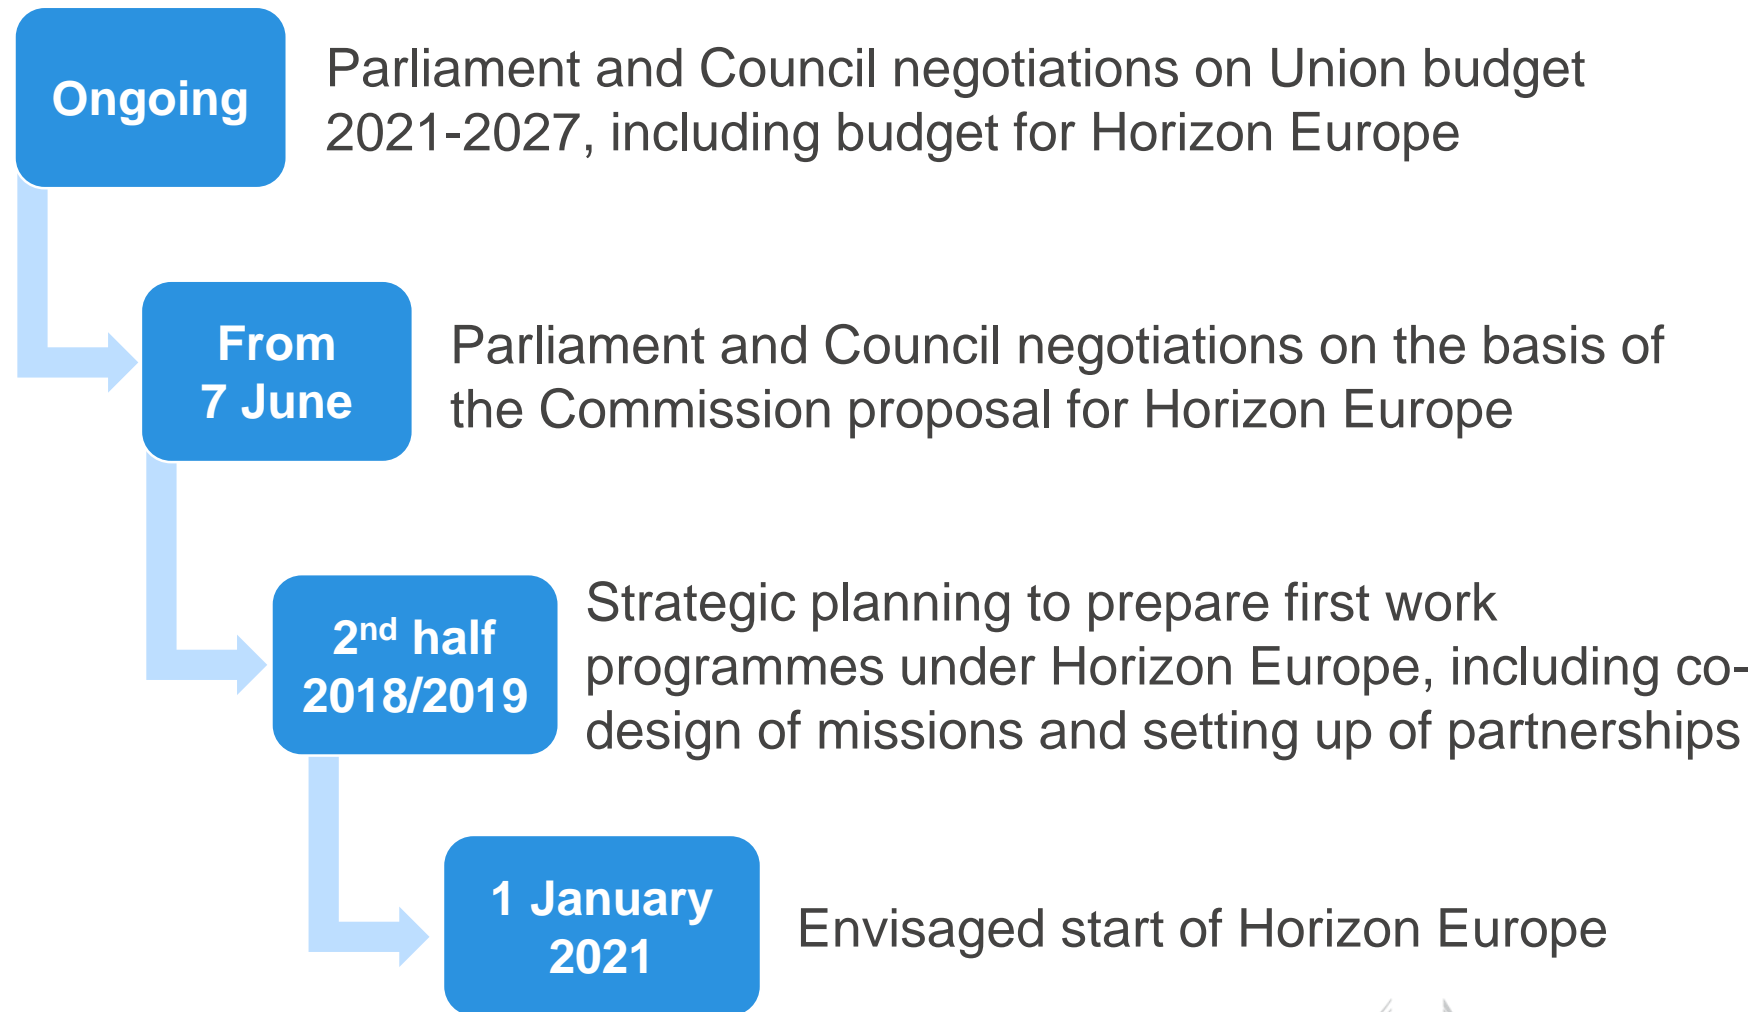 Ongoing
Parliament and Council negotiations on Union budget
2021-2027, including budget for Horizon Europe
From
7 June
Parliament and Council negotiations on the basis of
the Commission proposal for Horizon Europe
2nd half
2018/2019
Strategic planning to prepare first work
programmes under Horizon Europe, including co-
design of missions and setting up of partnerships
1 January
2021
Envisaged start of Horizon Europe